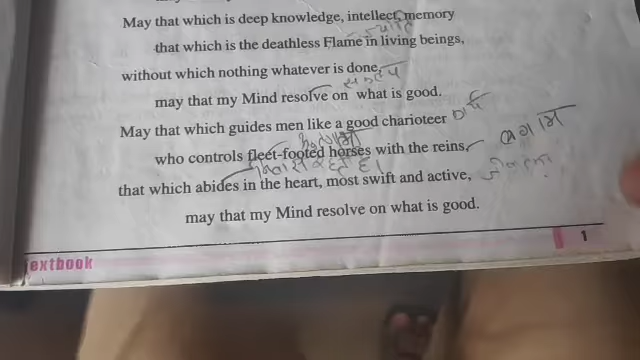 May that which is deep knowledge, intellect, memory
that which is the deathless Flame in living beings,
without which nothing whatever is done,
may that my Mind resolve on what is good.
May that which guides men like a good charioteer
who controls fleet-footed horses with the reins,
लगाम
that which abides in the heart, most swift and active,
may that my Mind resolve on what is good.
extbook 1